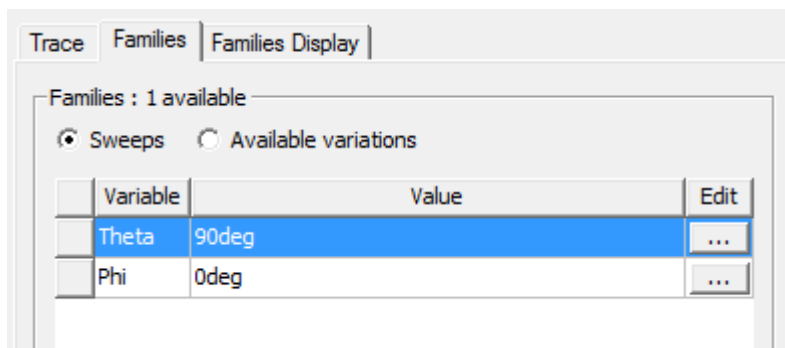 Trace Families Families Display
Families : 1 available
Sweeps Available variations
Variable Value Edit
Theta 90deg ...
Phi 0deg ...